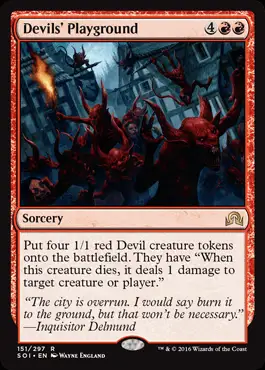 Devils' Playground 4
Sorcery
Put four 1/1 red Devil creature tokens
onto the battlefield. They have “When
this creature dies, it deals 1 damage to
target creature or player.”
“The city is overrun. I would say burn it
to the ground, but that won't be necessary.”
—Inquisitor Delmund
151/297 R
SOI • EN WAYNE ENGLAND
™ & © 2016 Wizards of the Coast